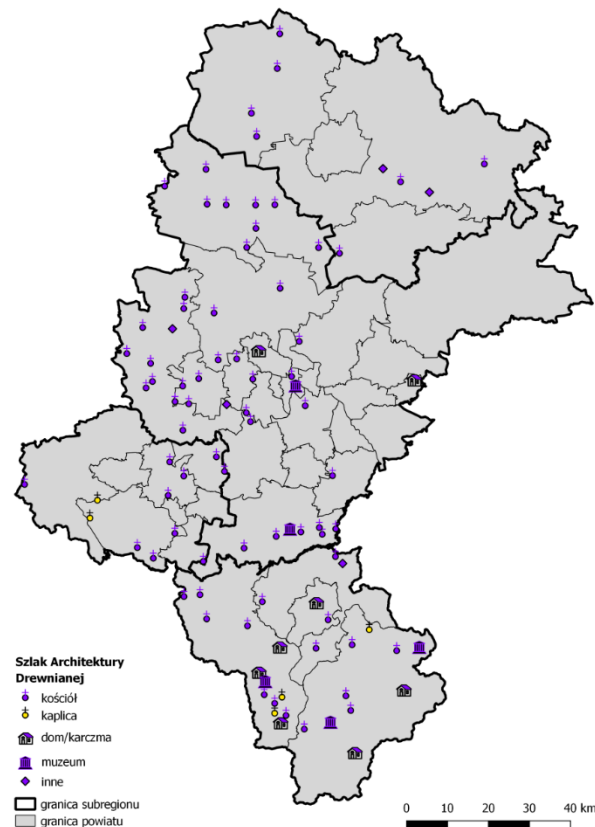 Szlak Architektury
Drewnianej
kościół
kaplica
dom/karczma
muzeum
inne
granica subregionu
granica powiatu
0 10 20 30 40 km